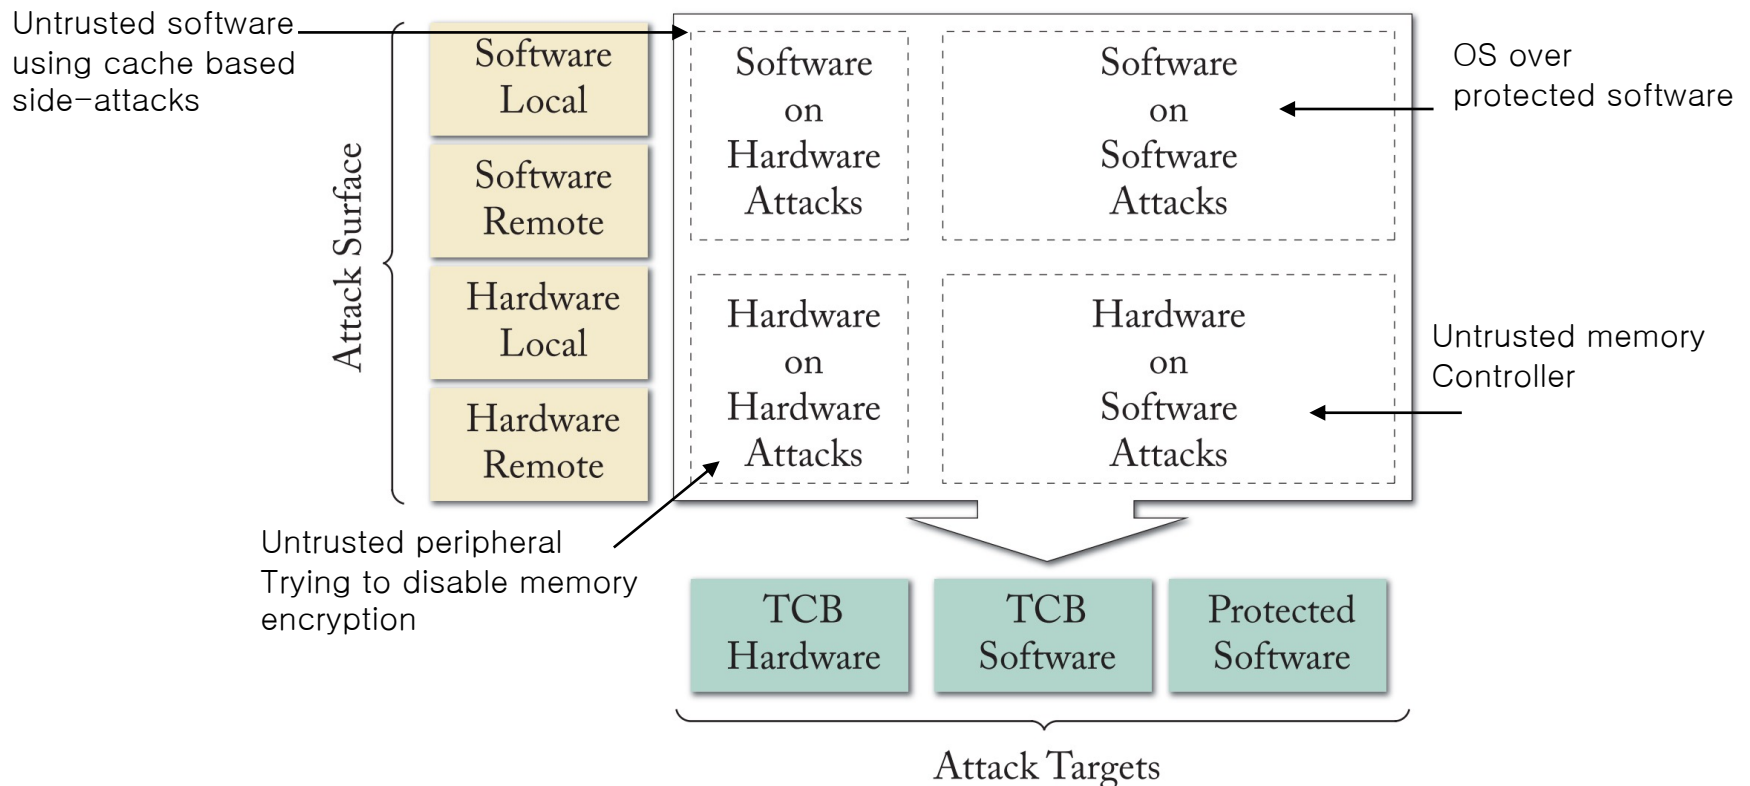 Untrusted software
using cache based
side-attacks
Attack Surface
Software
Local
Software
Remote
Hardware
Local
Hardware
Remote
Software
on
Hardware
Attacks
Software
on
Software
Attacks
Hardware
on
Hardware
Attacks
Hardware
on
Software
Attacks
OS over
protected software
Untrusted memory
Controller
Untrusted peripheral
Trying to disable memory
encryption
TCB
Hardware
TCB
Software
Protected
Software
Attack Targets